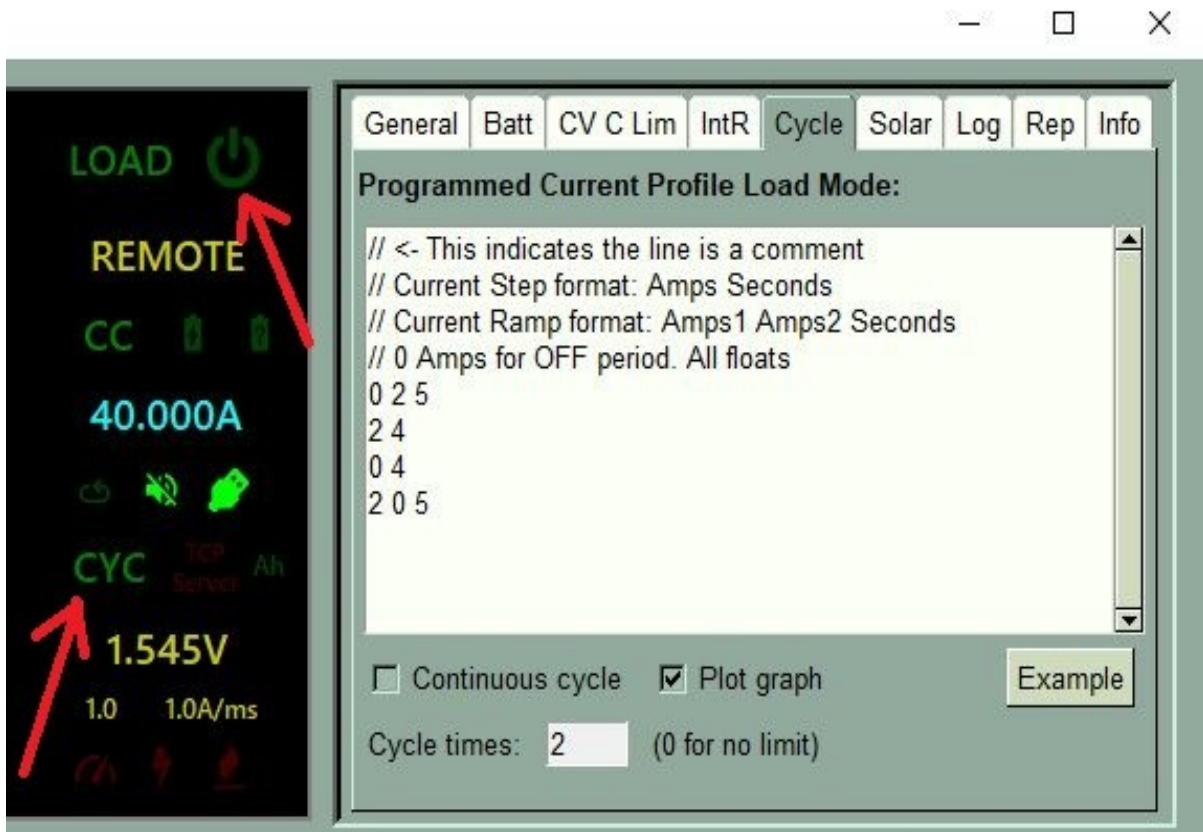 LOAD
REMOTE
CC
40.000A
CYC TCP Server Ah
1.545V
1.0 1.0A/ms
General Batt CV C Lim IntR Cycle Solar Log Rep Info
Programmed Current Profile Load Mode:
// <- This indicates the line is a comment
// Current Step format: Amps Seconds
// Current Ramp format: Amps1 Amps2 Seconds
// 0 Amps for OFF period. All floats
0 2 5
2 4
0 4
2 0 5
Continuous cycle Plot graph Example
Cycle times: 2 (0 for no limit)